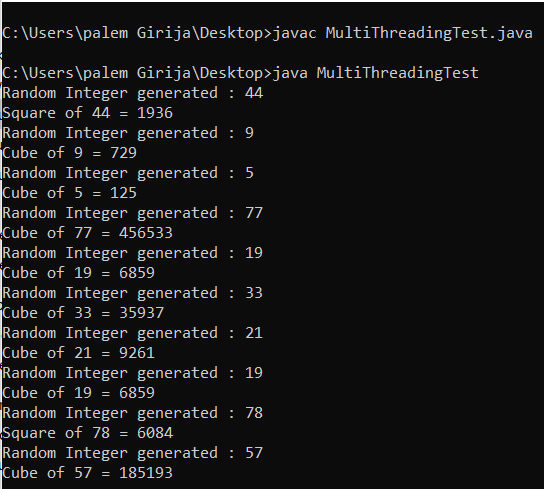 C:\Users\palem Girija\Desktop>javac MultiThreadingTest.java
C:\Users\palem Girija\Desktop>java MultiThreadingTest
Random Integer generated : 44
Square of 44 = 1936
Random Integer generated : 9
Cube of 9 = 729
Random Integer generated : 5
Cube of 5 = 125
Random Integer generated : 77
Cube of 77 = 456533
Random Integer generated : 19
Cube of 19 = 6859
Random Integer generated : 33
Cube of 33 = 35937
Random Integer generated : 21
Cube of 21 = 9261
Random Integer generated : 19
Cube of 19 = 6859
Random Integer generated : 78
Square of 78 = 6084
Random Integer generated : 57
Cube of 57 = 185193